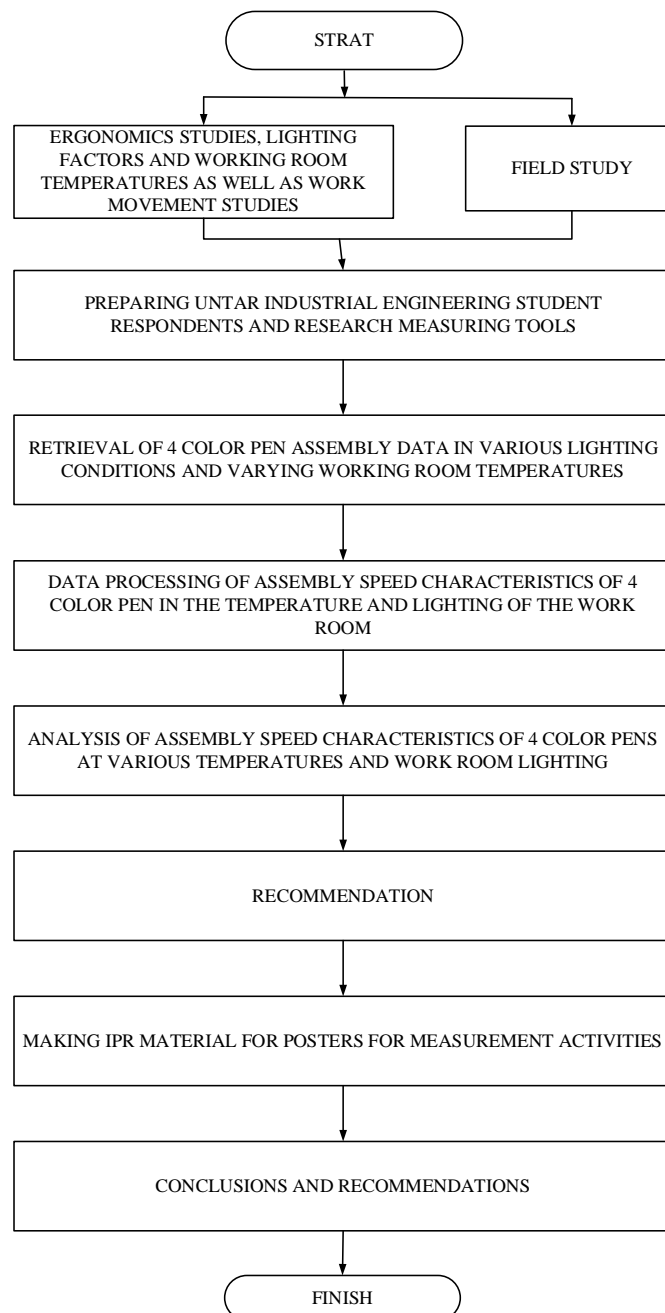 STRAT
ERGONOMICS STUDIES, LIGHTING
FACTORS AND WORKING ROOM
TEMPERATURES AS WELL AS WORK
MOVEMENT STUDIES
FIELD STUDY
PREPARING UNTAR INDUSTRIAL ENGINEERING STUDENT
RESPONDENTS AND RESEARCH MEASURING TOOLS
RETRIEVAL OF 4 COLOR PEN ASSEMBLY DATA IN VARIOUS LIGHTING
CONDITIONS AND VARYING WORKING ROOM TEMPERATURES
DATA PROCESSING OF ASSEMBLY SPEED CHARACTERISTICS OF 4
COLOR PEN IN THE TEMPERATURE AND LIGHTING OF THE WORK
ROOM
ANALYSIS OF ASSEMBLY SPEED CHARACTERISTICS OF 4 COLOR PENS
AT VARIOUS TEMPERATURES AND WORK ROOM LIGHTING
RECOMMENDATION
MAKING IPR MATERIAL FOR POSTERS FOR MEASUREMENT ACTIVITIES
CONCLUSIONS AND RECOMMENDATIONS
FINISH